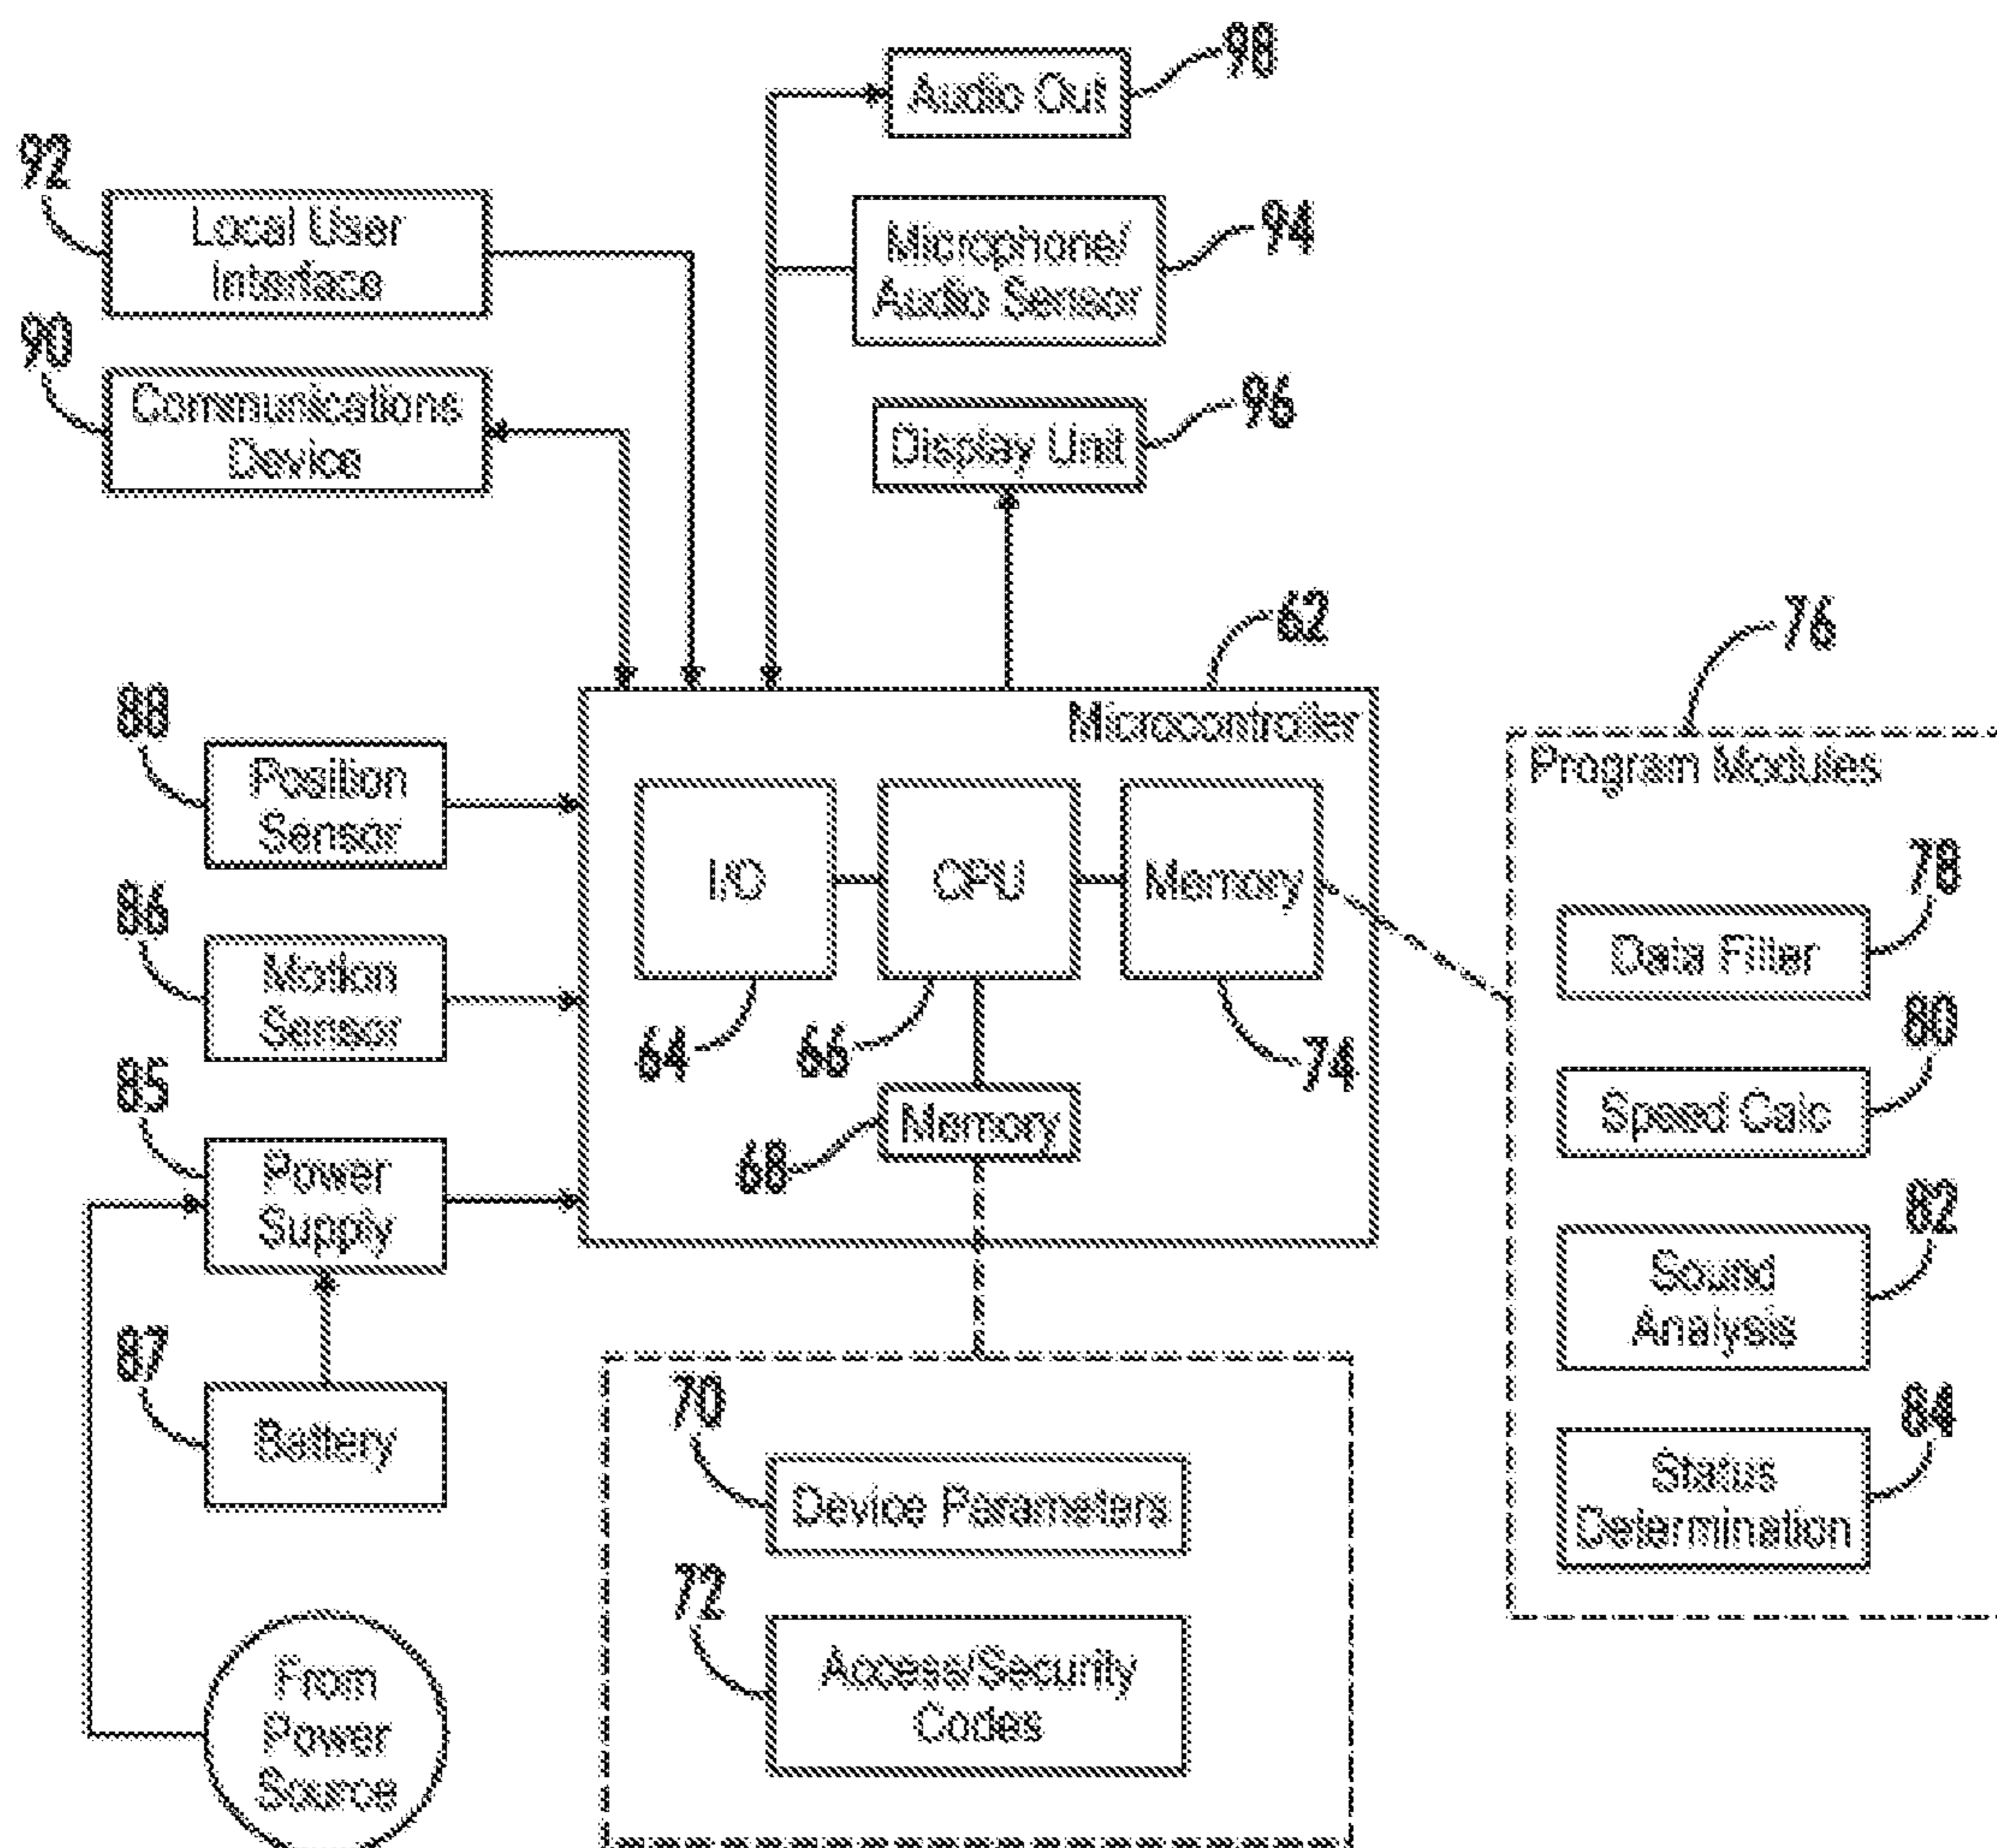 98
Audio Out
92
Local User
Interface
94
Microphone/
Audio Sensor
90
Communications
Device
96
Display Unit
62
Microcontroller
76
Program Modules
88
Position
Sensor
I/O
CPU
Memory
78
Data Filter
86
Motion
Sensor
64
66
74
80
Speed Calc
85
Power
Supply
68
Memory
82
Sound
Analysis
87
Battery
70
Device Parameters
84
Status
Determination
72
Access/Security
Codes
From
Power
Source